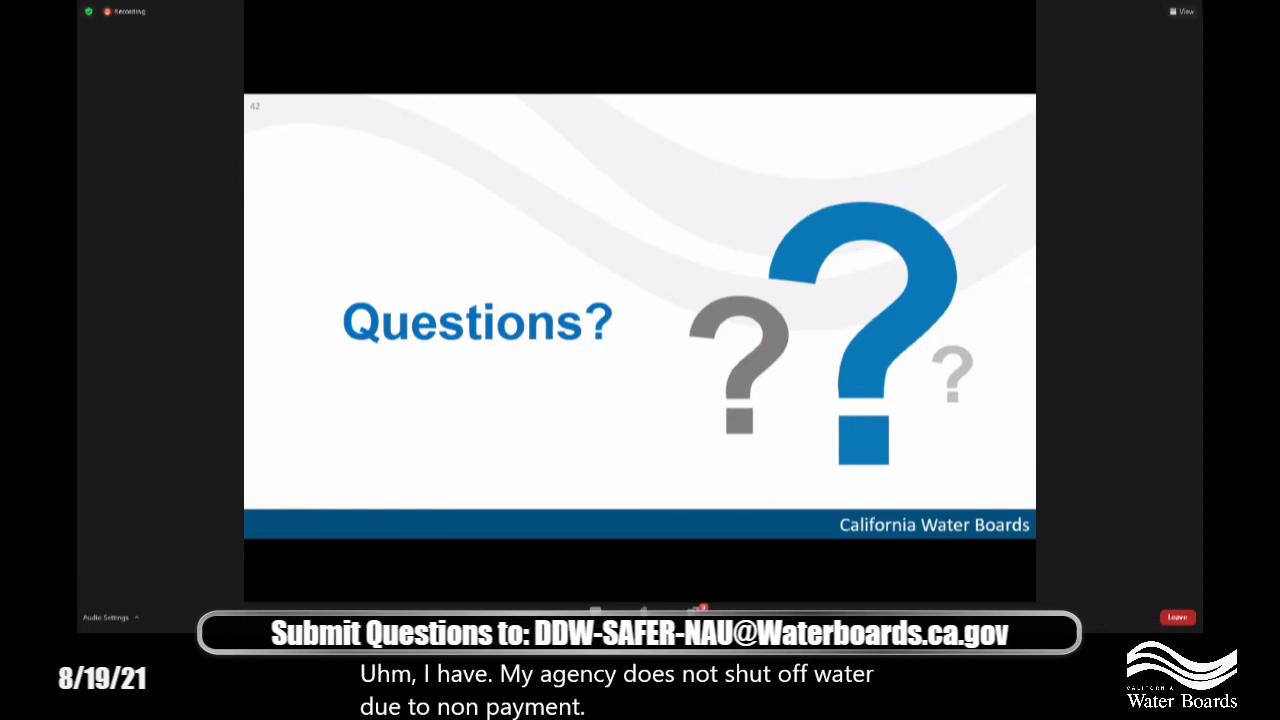 Recording
View
42
Questions?
? ? ?
California Water Boards
Audio Settings
Leave
Submit Questions to: DDW-SAFER-NAU@Waterboards.ca.gov
8/19/21
Uhm, I have. My agency does not shut off water
due to non payment.
CALIFORNIA
Water Boards